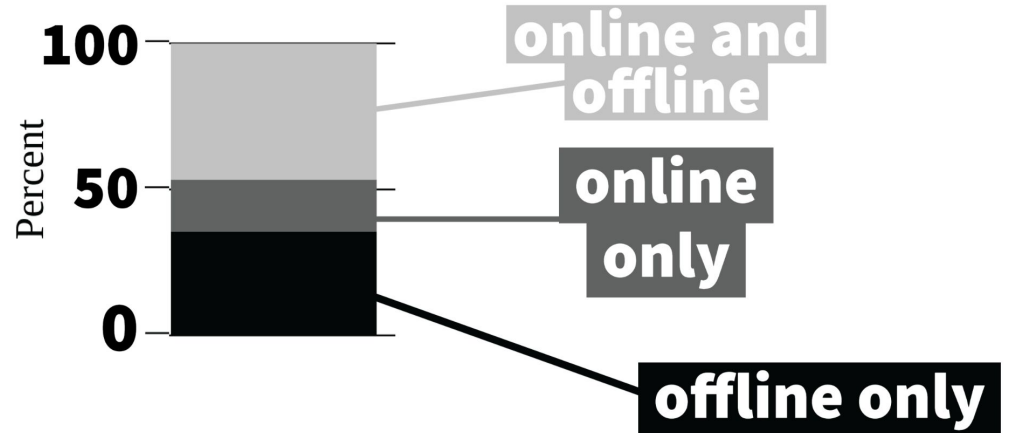 100
online and
offline
Percent
50
online
only
0
offline only